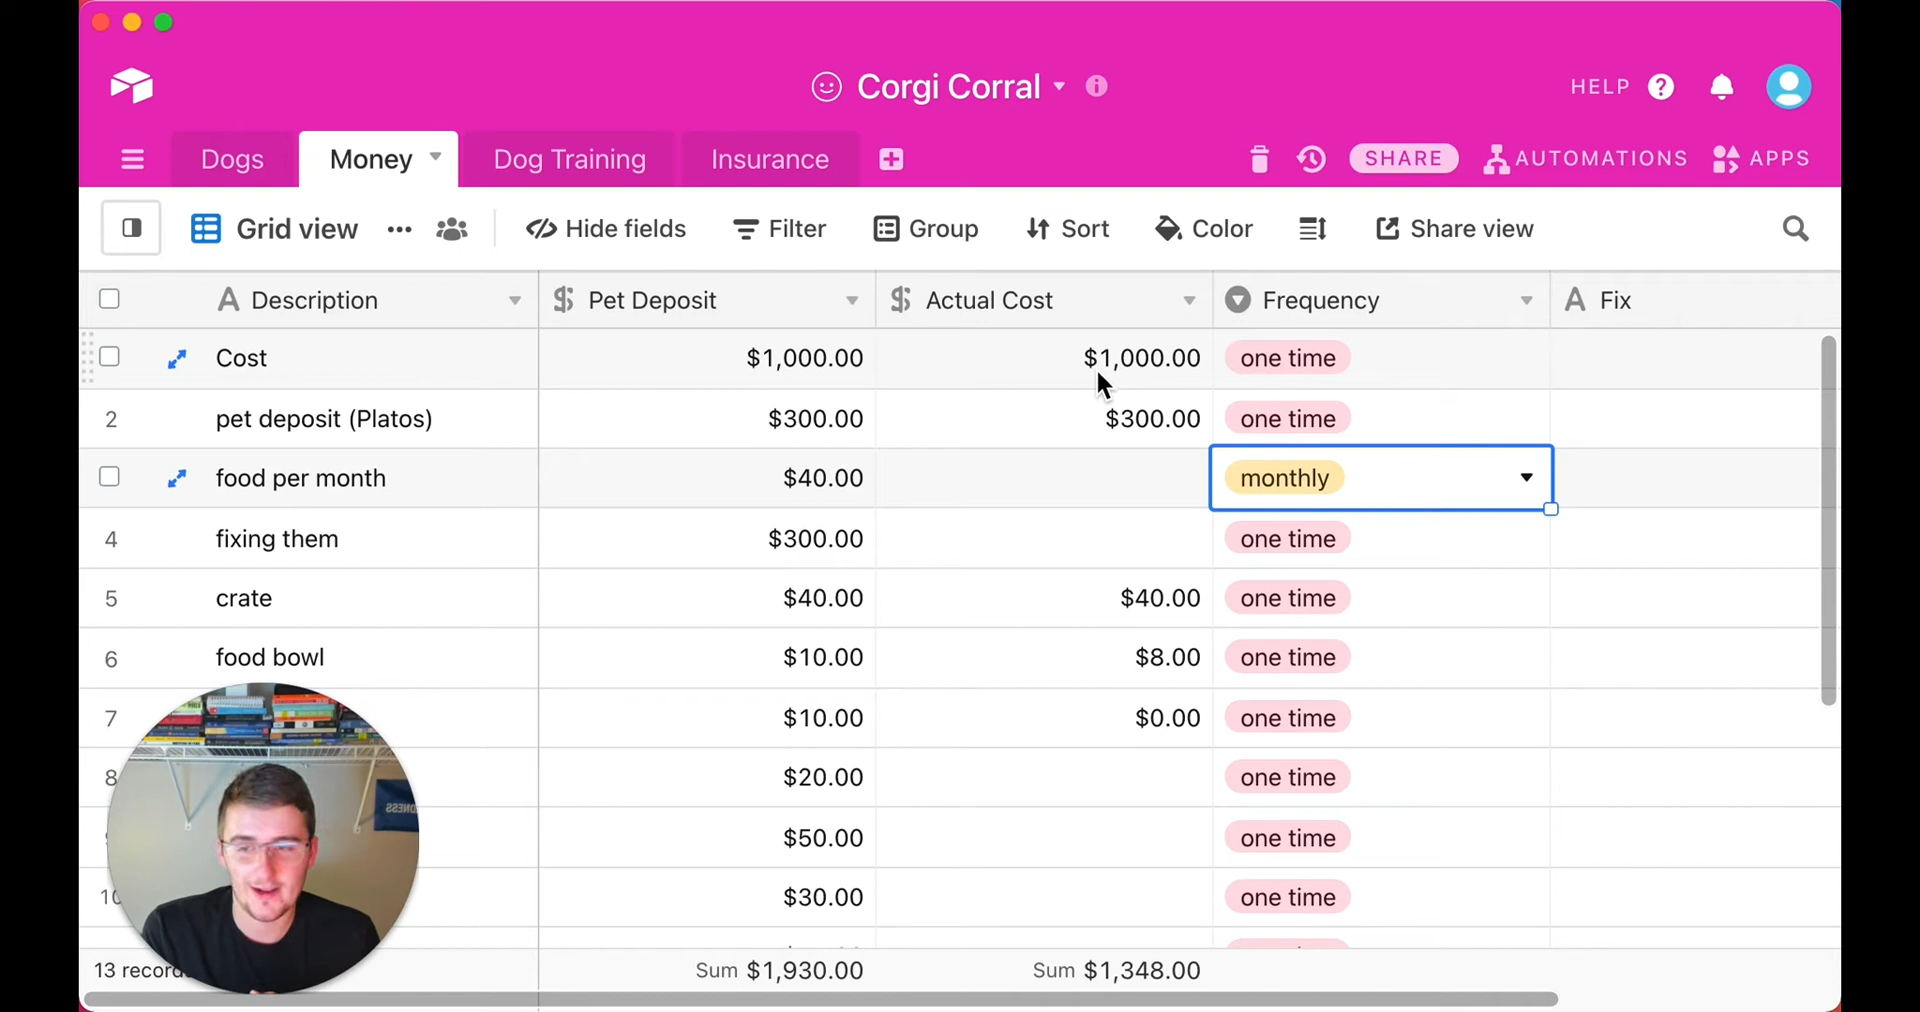 Corgi Corral
HELP
Dogs Money Dog Training Insurance
SHARE AUTOMATIONS APPS
Grid view Hide fields Filter Group Sort Color Share view
Description Pet Deposit Actual Cost Frequency Fix
Cost $1,000.00 $1,000.00 one time
2 pet deposit (Platos) $300.00 $300.00 one time
food per month $40.00 monthly
4 fixing them $300.00 one time
5 crate $40.00 $40.00 one time
6 food bowl $10.00 $8.00 one time
7 $10.00 $0.00 one time
8 $20.00 one time
$50.00 one time
10 $30.00 one time
13 records Sum $1,930.00 Sum $1,348.00